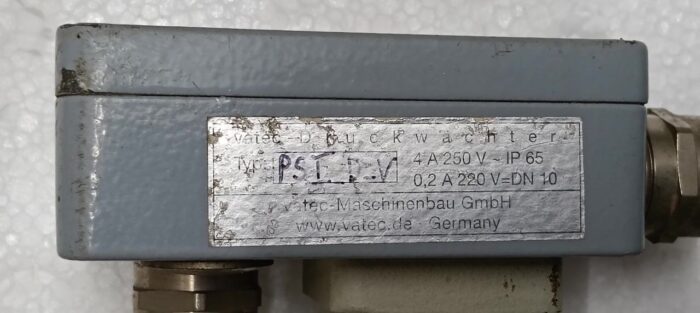 vatec Druckwächter
Typ: PST-D-V 4 A 250 V ~ IP 65
0,2 A 220 V=DN 10
vatec-Maschinenbau GmbH
www.vatec.de · Germany